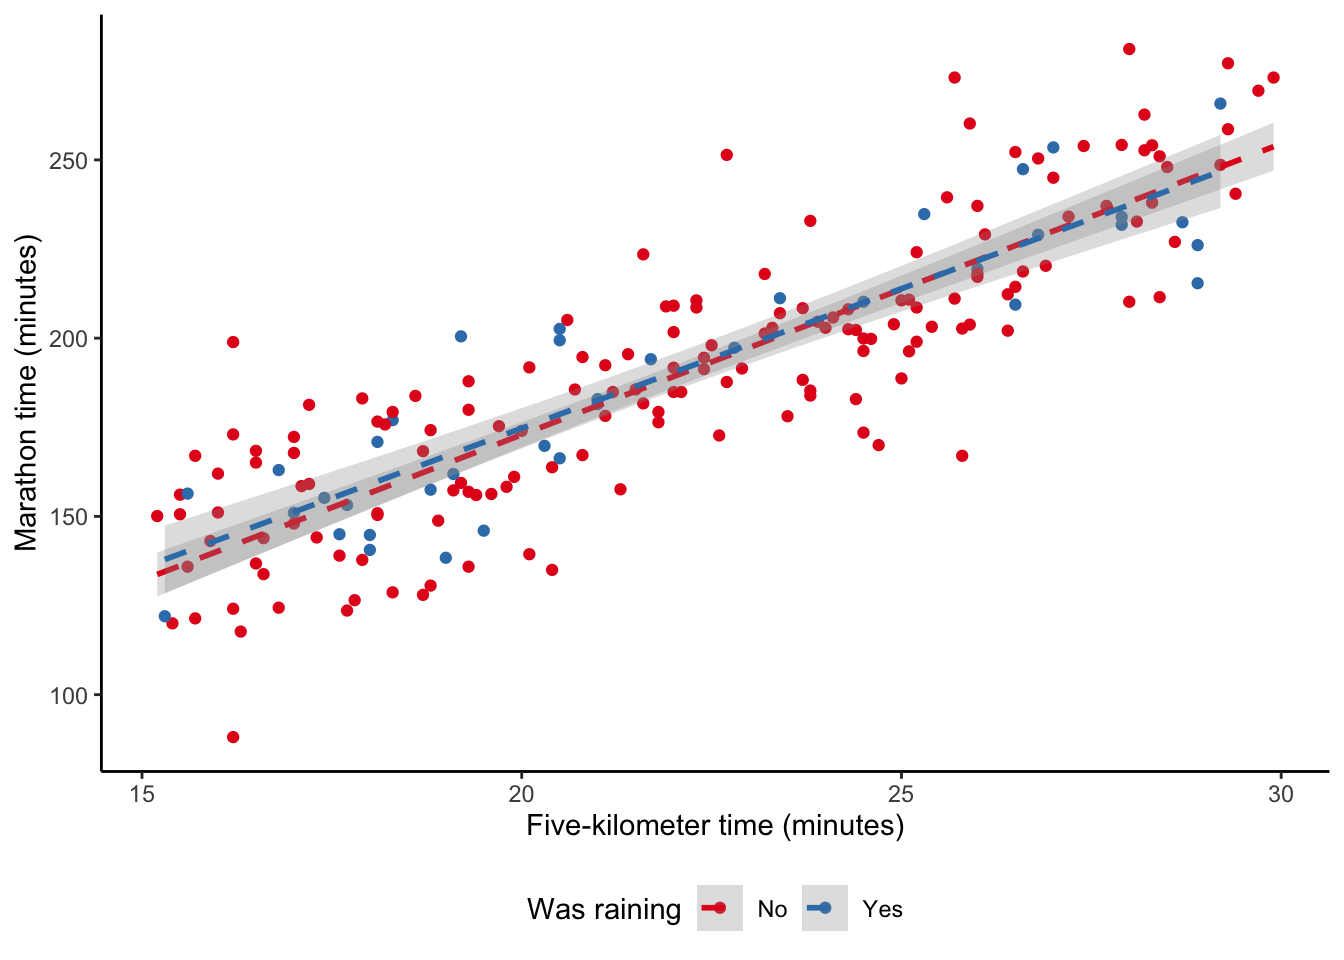 Marathon time (minutes)
250
200
150
100
15 20 25 30
Five-kilometer time (minutes)
Was raining No Yes